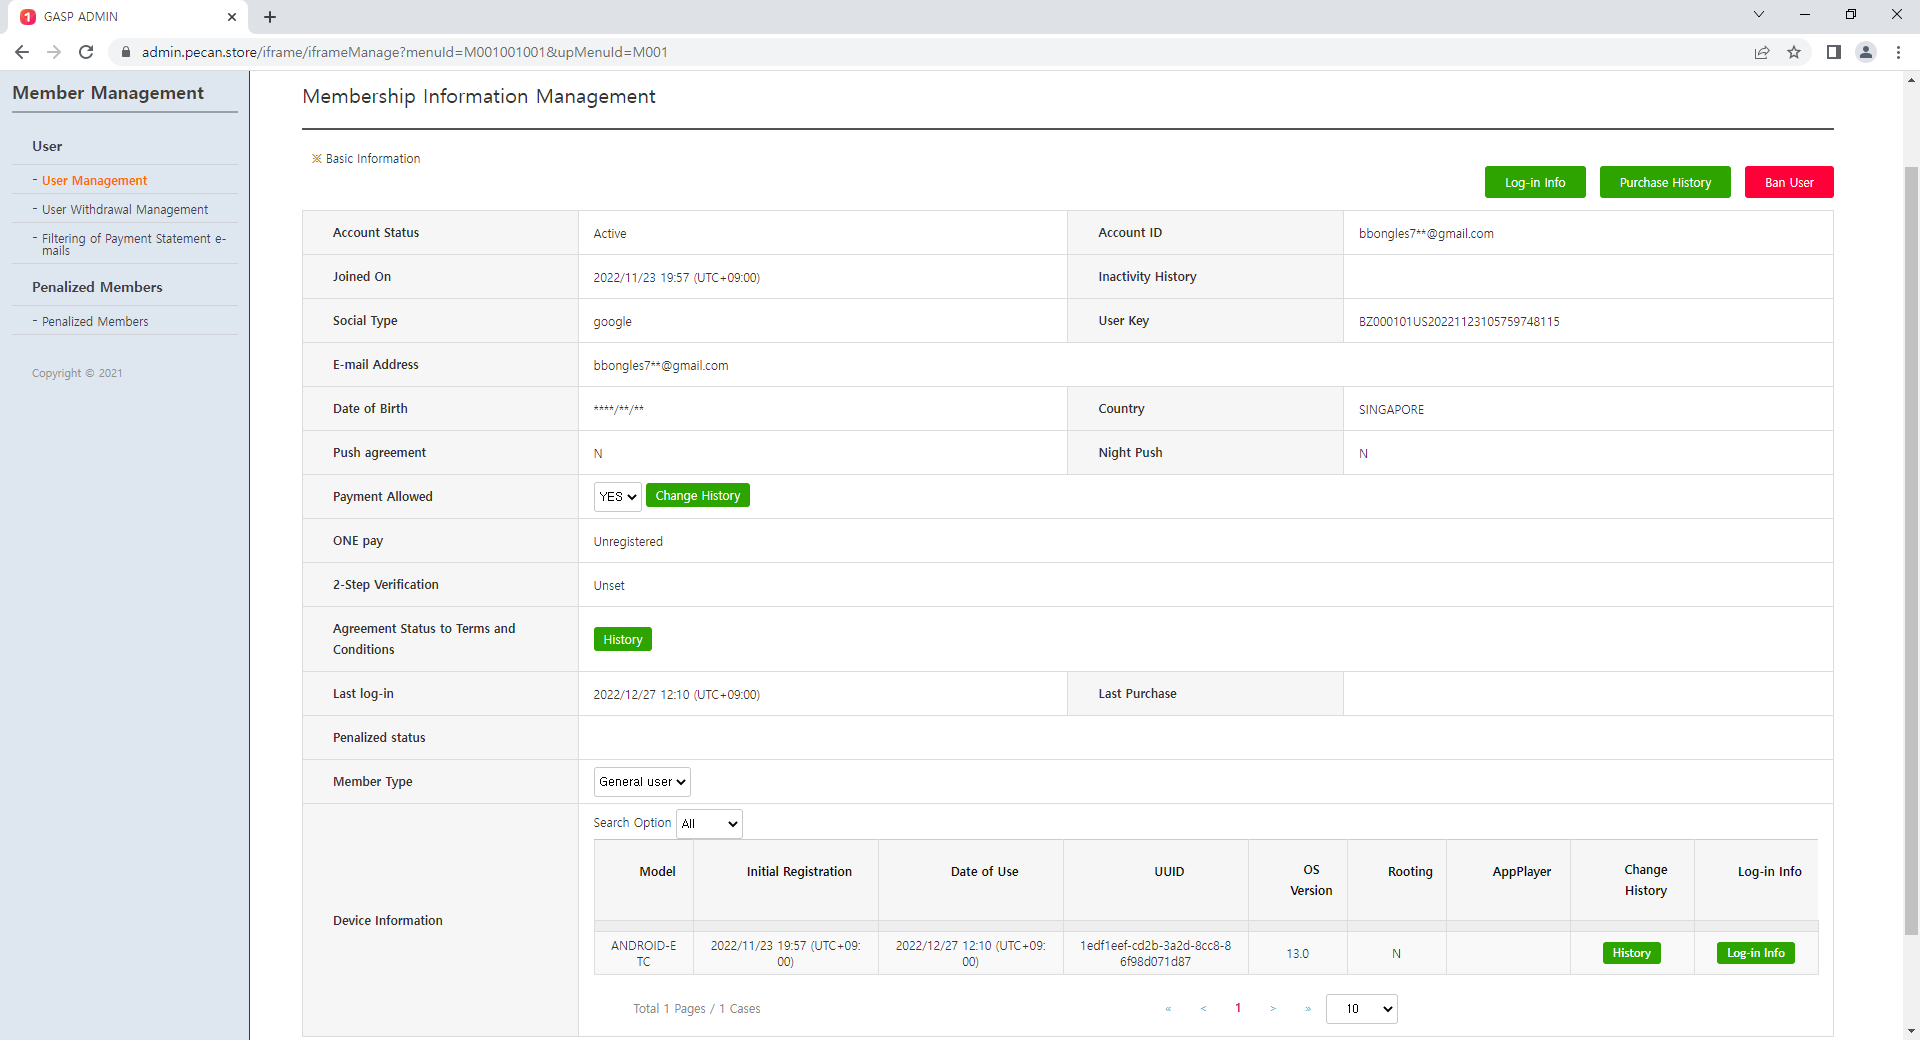 GASP ADMIN
admin.pecan.store/iframe/iframeManage?menuId=M001001001&upMenuId=M001
Member Management
User
- User Management
- User Withdrawal Management
- Filtering of Payment Statement e-
mails
Penalized Members
- Penalized Members
Copyright © 2021
Membership Information Management
※ Basic Information
Log-in Info Purchase History Ban User
Account Status Active Account ID bbongles7**@gmail.com
Joined On 2022/11/23 19:57 (UTC+09:00) Inactivity History
Social Type google User Key BZ000101US20221123105759748115
E-mail Address bbongles7**@gmail.com
Date of Birth ****/**/** Country SINGAPORE
Push agreement N Night Push N
Payment Allowed YES Change History
ONE pay Unregistered
2-Step Verification Unset
Agreement Status to Terms and
Conditions
History
Last log-in 2022/12/27 12:10 (UTC+09:00) Last Purchase
Penalized status
Member Type General user
Device Information
Search Option All
Model Initial Registration Date of Use UUID OS
Version Rooting AppPlayer Change
History Log-in Info
ANDROID-E
TC
2022/11/23 19:57 (UTC+09:
00)
2022/12/27 12:10 (UTC+09:
00)
1edf1eef-cd2b-3a2d-8cc8-8
6f98d071d87
13.0 N History Log-in Info
Total 1 Pages / 1 Cases « < 1 > » 10